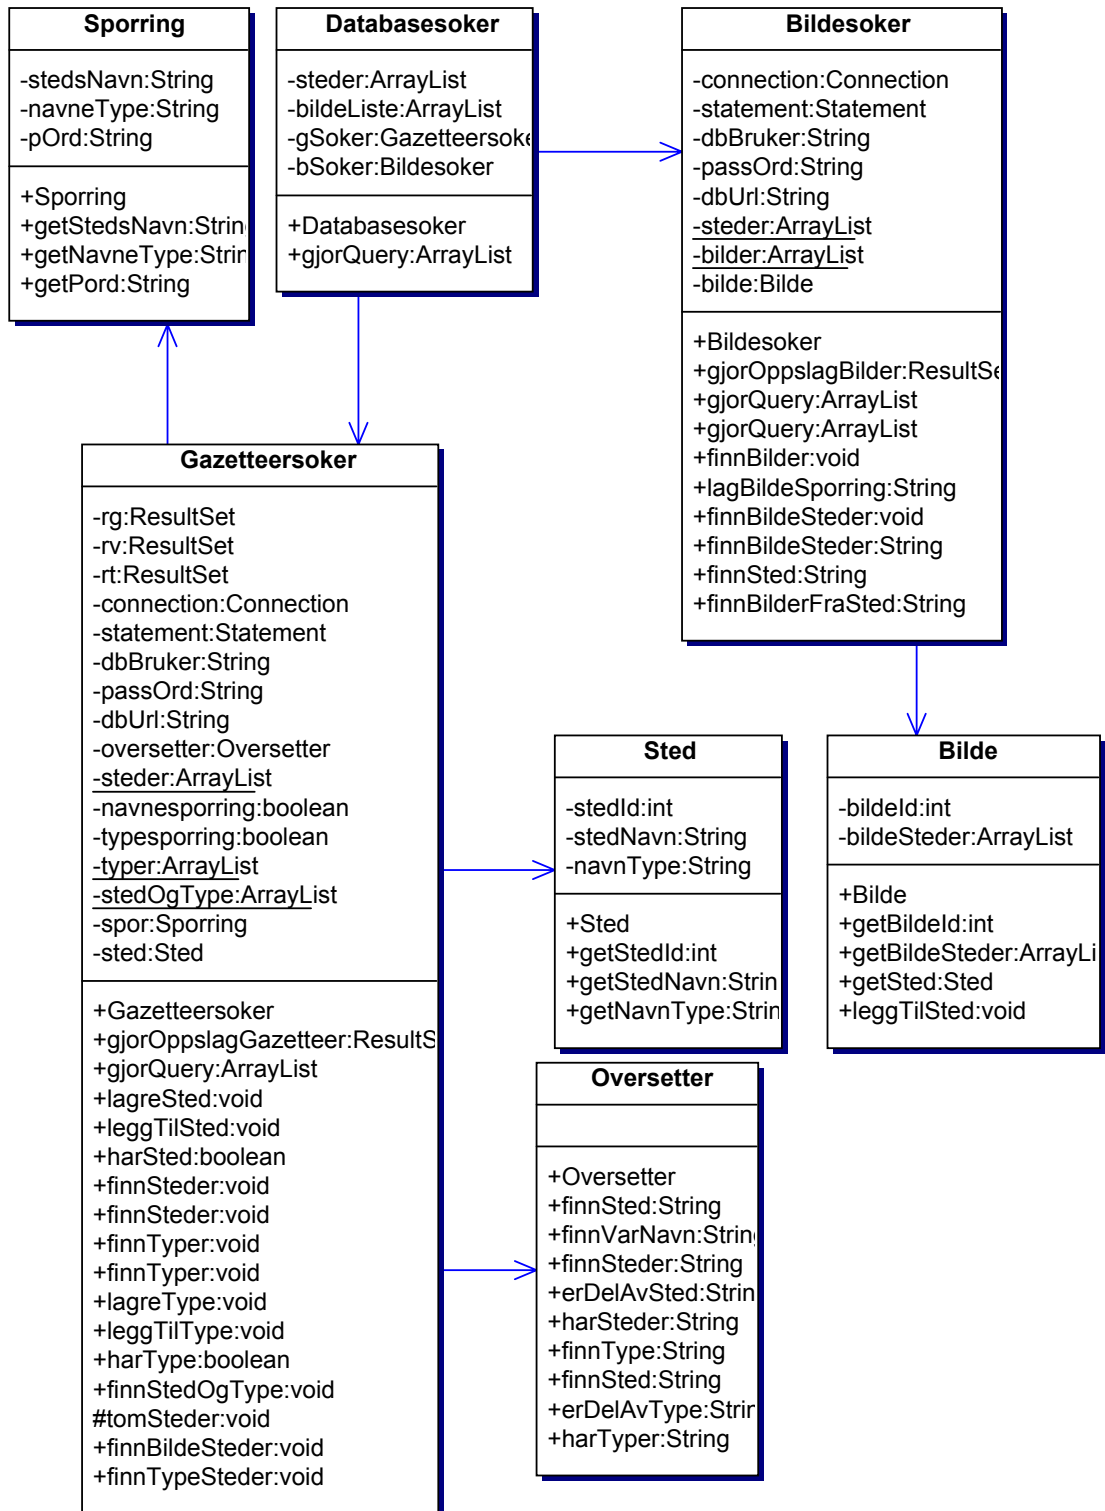 Sporring
-stedsNavn:String
-navneType:String
-pOrd:String
+Sporring
+getStedsNavn:Strin
+getNavneType:Strin
+getPord:String
Databasesoker
-steder:ArrayList
-bildeListe:ArrayList
-gSoker:Gazetteersoke
-bSoker:Bildesoker
+Databasesoker
+gjorQuery:ArrayList
Bildesoker
-connection:Connection
-statement:Statement
-dbBruker:String
-passOrd:String
-dbUrl:String
-steder:ArrayList
-bilder:ArrayList
-bilde:Bilde
+Bildesoker
+gjorOppslagBilder:ResultSe
+gjorQuery:ArrayList
+gjorQuery:ArrayList
+finnBilder:void
+lagBildeSporring:String
+finnBildeSteder:void
+finnBildeSteder:String
+finnSted:String
+finnBilderFraSted:String
Gazetteersoker
-rg:ResultSet
-rv:ResultSet
-rt:ResultSet
-connection:Connection
-statement:Statement
-dbBruker:String
-passOrd:String
-dbUrl:String
-oversetter:Oversetter
-steder:ArrayList
-navnesporring:boolean
-typesporring:boolean
-typer:ArrayList
-stedOgType:ArrayList
-spor:Sporring
-sted:Sted
+Gazetteersoker
+gjorOppslagGazetteer:ResultS
+gjorQuery:ArrayList
+lagreSted:void
+leggTilSted:void
+harSted:boolean
+finnSteder:void
+finnSteder:void
+finnTyper:void
+finnTyper:void
+lagreType:void
+leggTilType:void
+harType:boolean
+finnStedOgType:void
#tomSteder:void
+finnBildeSteder:void
+finnTypeSteder:void
Sted
-stedId:int
-stedNavn:String
-navnType:String
+Sted
+getStedId:int
+getStedNavn:Strin
+getNavnType:Strin
Bilde
-bildeId:int
-bildeSteder:ArrayList
+Bilde
+getBildeId:int
+getBildeSteder:ArrayLi
+getSted:Sted
+leggTilSted:void
Oversetter
+Oversetter
+finnSted:String
+finnVarNavn:String
+finnSteder:String
+erDelAvSted:Strin
+harSteder:String
+finnType:String
+finnSted:String
+erDelAvType:Strin
+harTyper:String